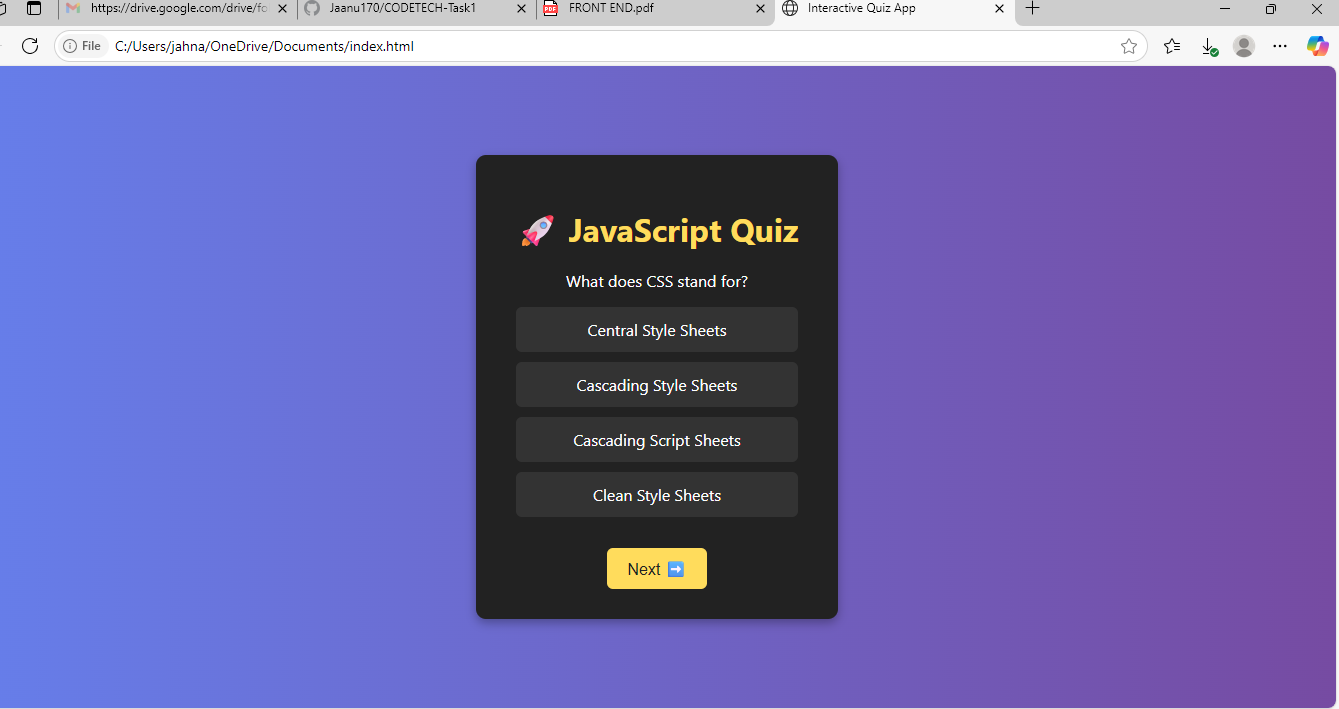 https://drive.google.com/drive/fo
Jaanu170/CODETECH-Task1
FRONT END.pdf
Interactive Quiz App
File
C:/Users/jahna/OneDrive/Documents/index.html
🚀 JavaScript Quiz
What does CSS stand for?
Central Style Sheets
Cascading Style Sheets
Cascading Script Sheets
Clean Style Sheets
Next ➡️